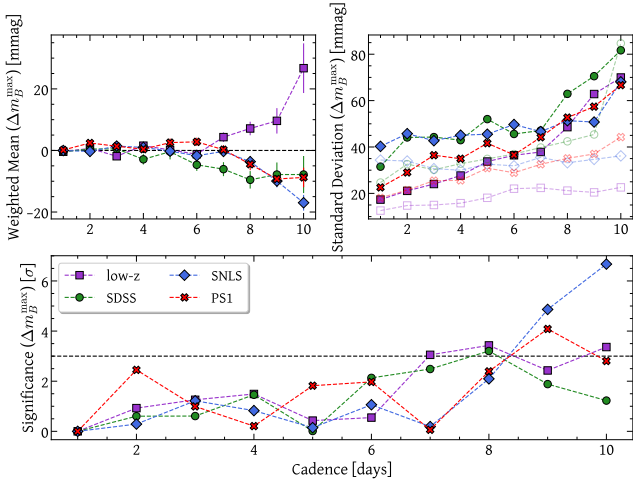 Weighted Mean (Δm_B^max) [mmag]
20
0
−20
2 4 6 8 10
Standard Deviation (Δm_B^max) [mmag]
80
60
40
20
2 4 6 8 10
Significance (Δm_B^max) [σ]
6
4
2
0
low-z SNLS
SDSS PS1
2 4 6 8 10
Cadence [days]